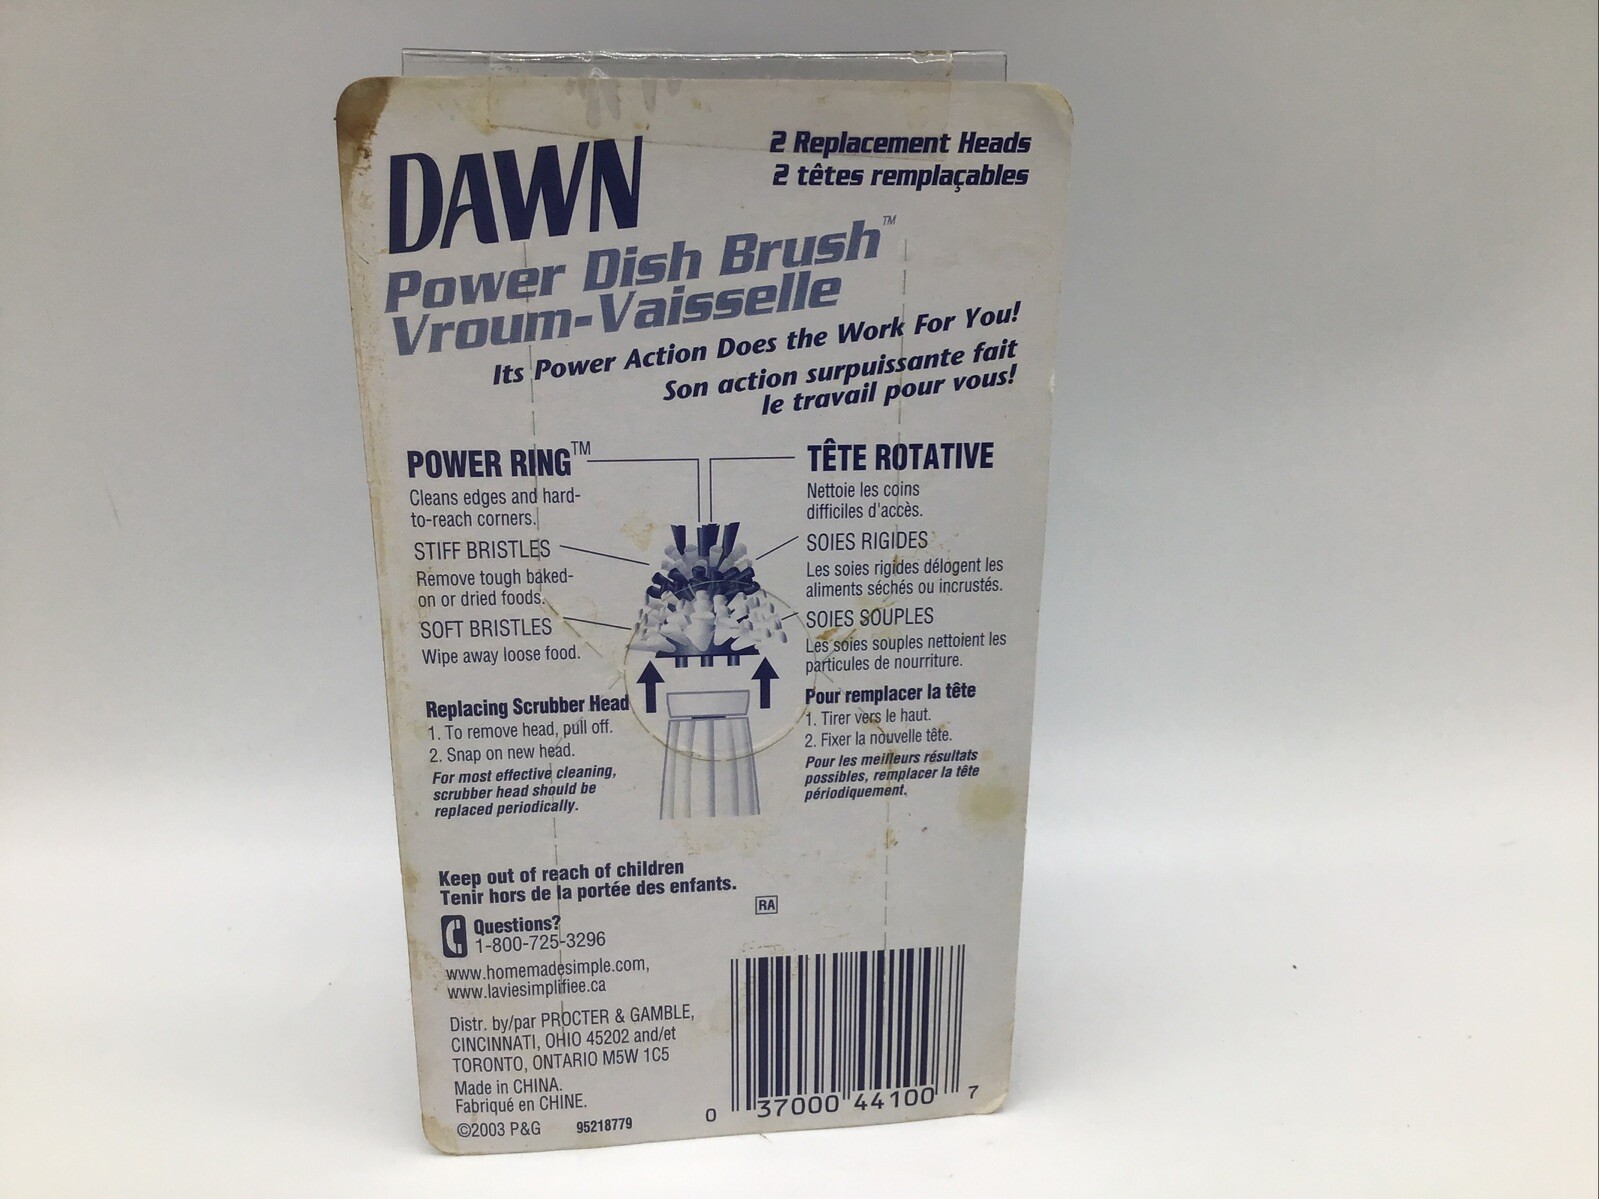 DAWN
2 Replacement Heads
2 têtes remplaçables
Power Dish Brush™
Vroum-Vaisselle
Its Power Action Does the Work For You!
Son action surpuissante fait
le travail pour vous!
POWER RING™
Cleans edges and hard-
to-reach corners.
STIFF BRISTLES
Remove tough baked-
on or dried foods.
SOFT BRISTLES
Wipe away loose food.
TÊTE ROTATIVE
Nettoie les coins
difficiles d'accès.
SOIES RIGIDES
Les soies rigides délogent les
aliments séchés ou incrustés.
SOIES SOUPLES
Les soies souples nettoient les
particules de nourriture.
Replacing Scrubber Head
1. To remove head, pull off.
2. Snap on new head.
For most effective cleaning,
scrubber head should be
replaced periodically.
Pour remplacer la tête
1. Tirer vers le haut.
2. Fixer la nouvelle tête.
Pour les meilleurs résultats
possibles, remplacer la tête
périodiquement.
Keep out of reach of children
Tenir hors de la portée des enfants.
RA
Questions?
1-800-725-3296
www.homemadesimple.com,
www.laviesimplifiee.ca
Distr. by/par PROCTER & GAMBLE,
CINCINNATI, OHIO 45202 and/et
TORONTO, ONTARIO M5W 1C5
Made in CHINA.
Fabriqué en CHINE.
©2003 P&G 95218779
0 37000 44100 7